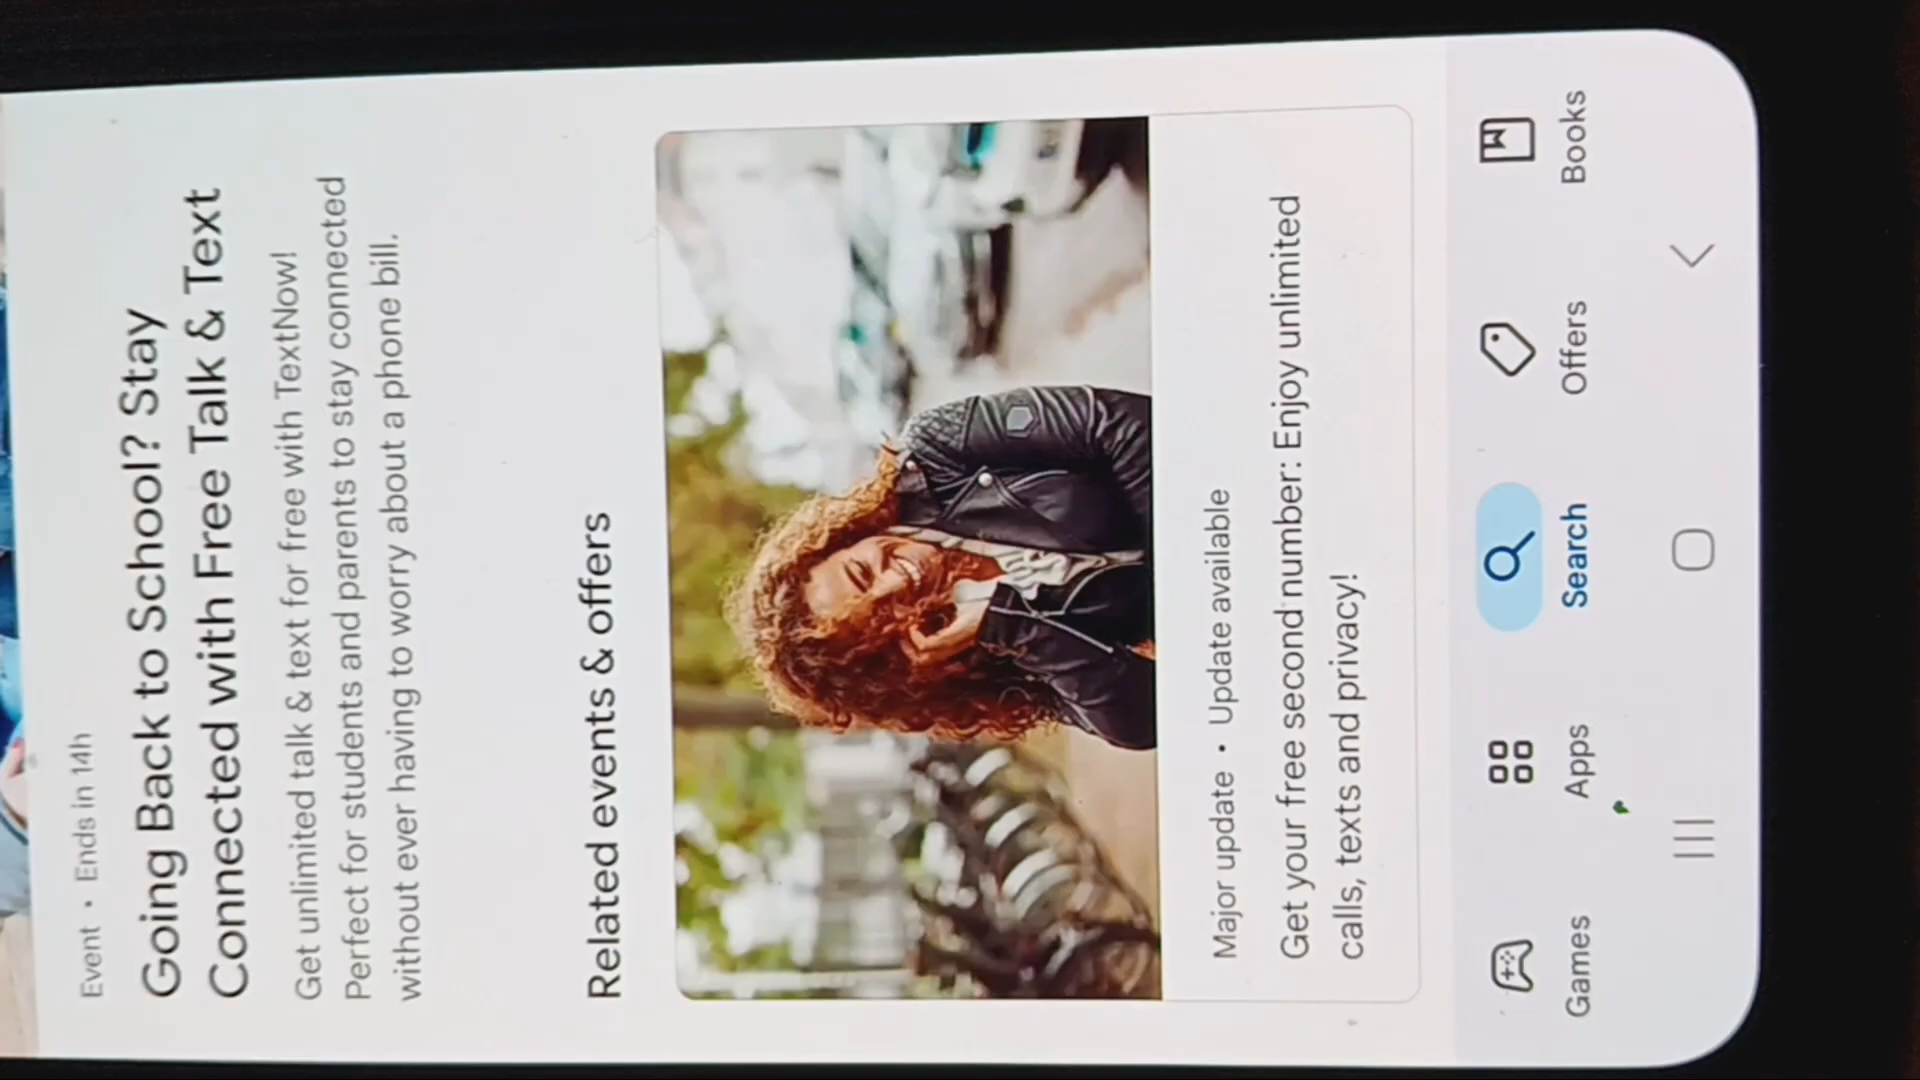 Event • Ends in 14h
Going Back to School? Stay
Connected with Free Talk & Text
Get unlimited talk & text for free with TextNow!
Perfect for students and parents to stay connected
without ever having to worry about a phone bill.
Related events & offers
Major update • Update available
Get your free second number: Enjoy unlimited
calls, texts and privacy!
Games
Apps
Search
Offers
Books